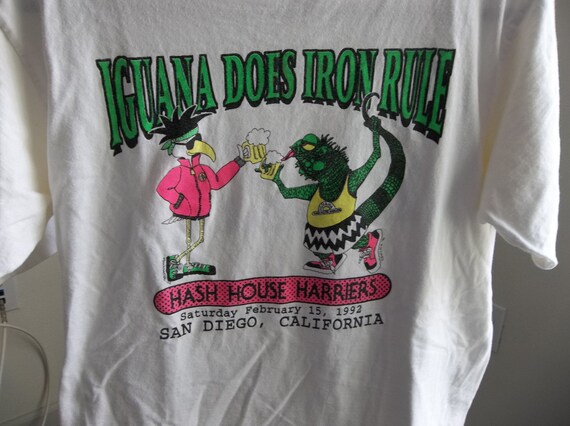 IGUANA DOES IRON RULE
HASH HOUSE HARRIERS
Saturday February 15, 1992
SAN DIEGO, CALIFORNIA